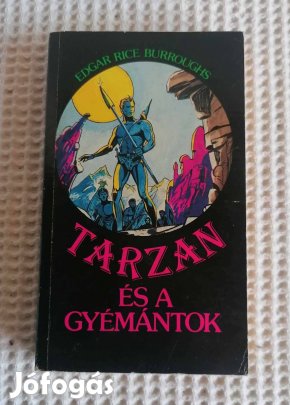 EDGAR RICE BURROUGHS
TARZAN
ÉS A
GYÉMÁNTOK
Jófogás